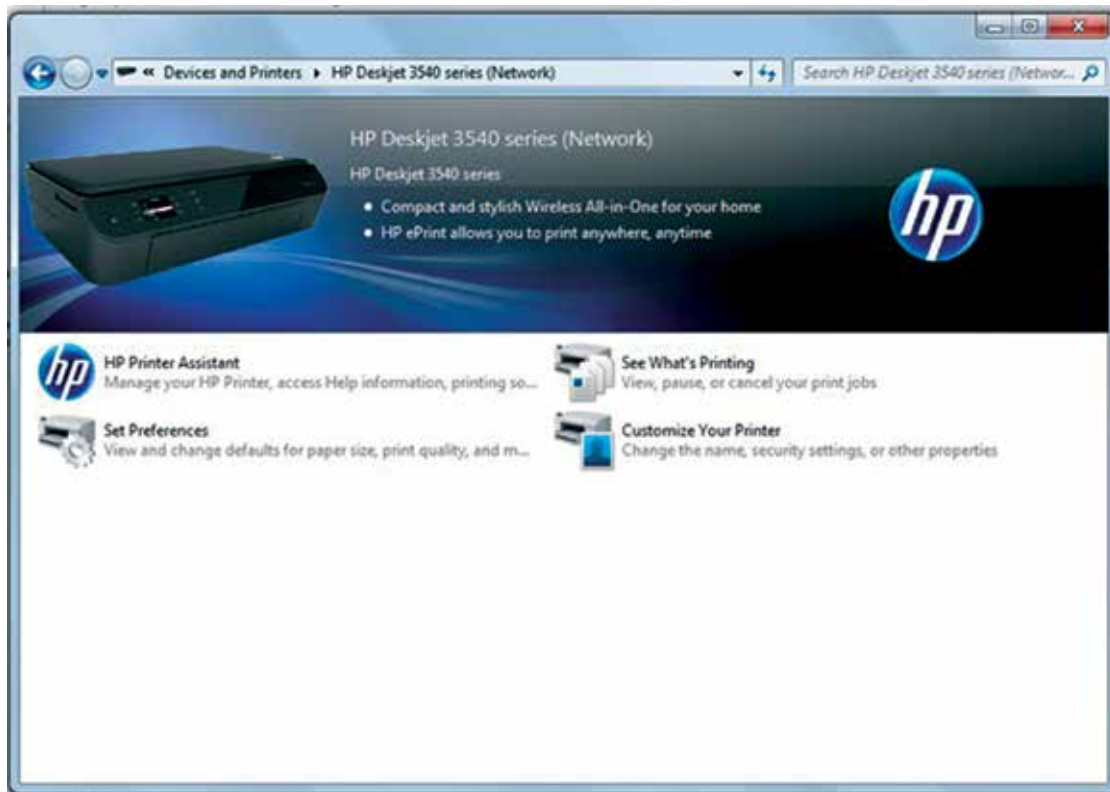 « Devices and Printers ▸ HP Deskjet 3540 series (Network)
Search HP Deskjet 3540 series (Networ...
HP Deskjet 3540 series (Network)
HP Deskjet 3540 series
• Compact and stylish Wireless All-in-One for your home
• HP ePrint allows you to print anywhere, anytime
hp
hp
HP Printer Assistant
Manage your HP Printer, access Help information, printing so...
See What's Printing
View, pause, or cancel your print jobs
Set Preferences
View and change defaults for paper size, print quality, and m...
Customize Your Printer
Change the name, security settings, or other properties